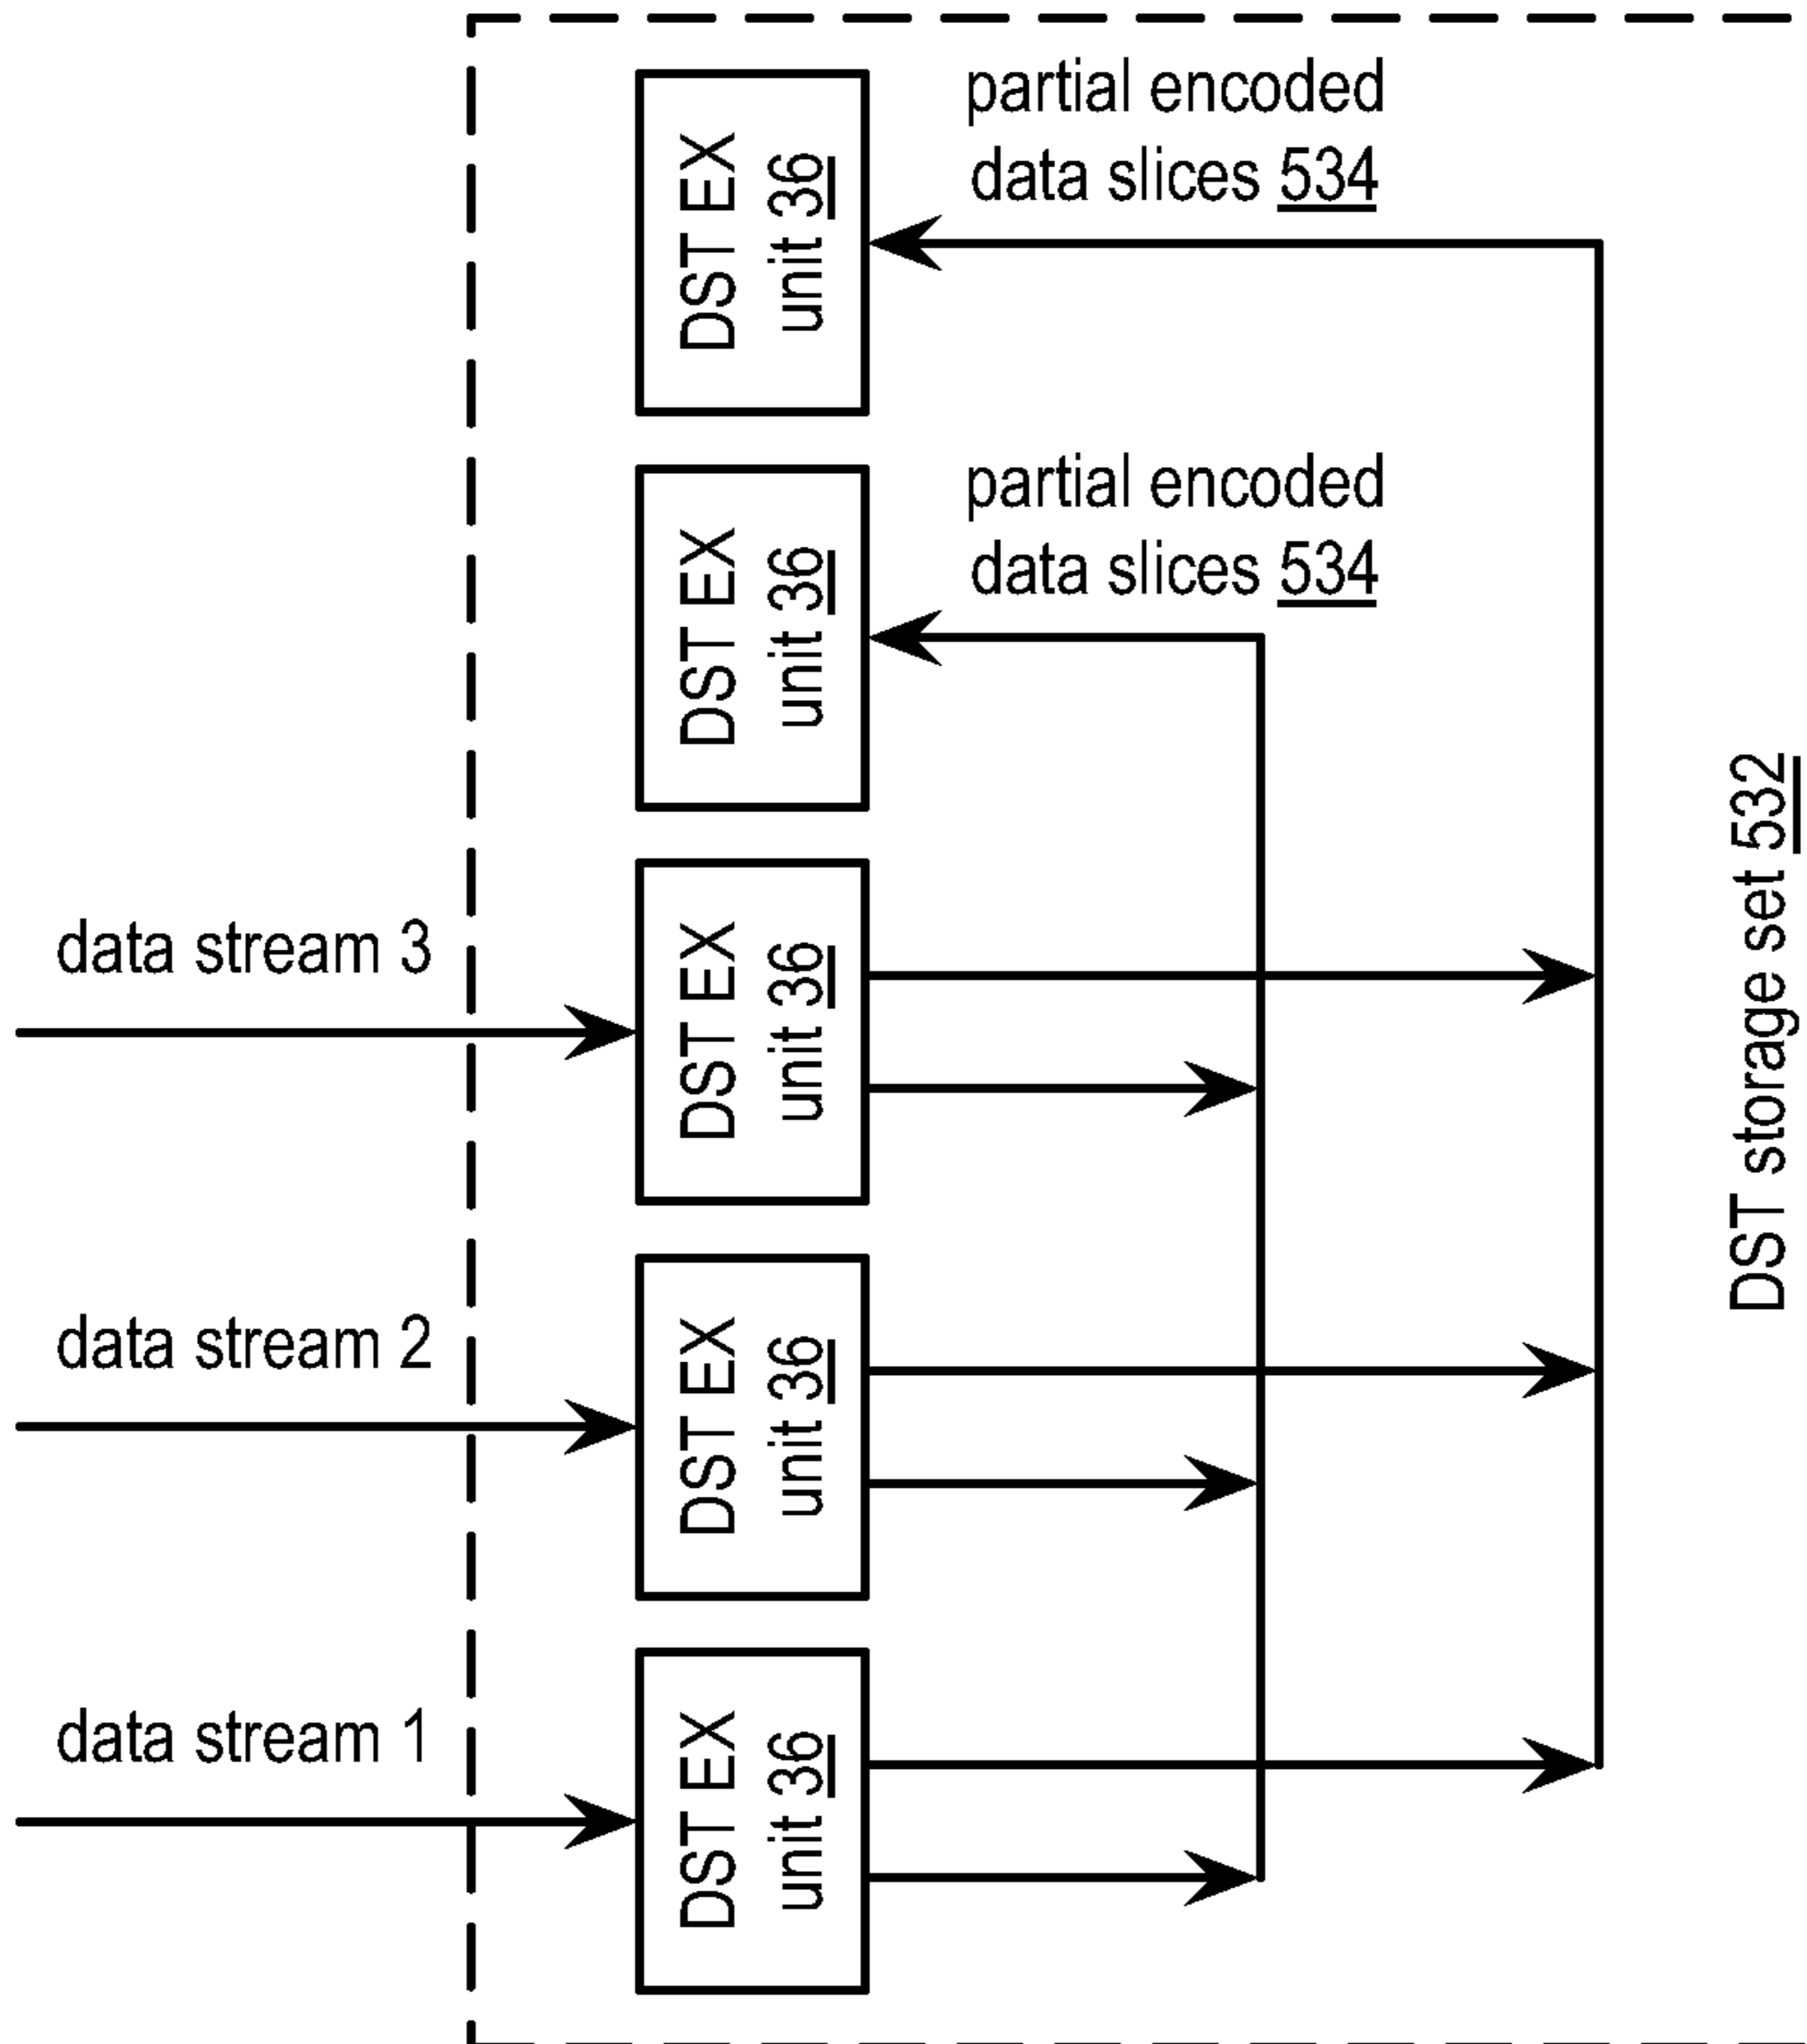 partial encoded
data slices 534
DST EX
unit 36
partial encoded
data slices 534
DST EX
unit 36
data stream 3
DST EX
unit 36
DST storage set 532
data stream 2
DST EX
unit 36
data stream 1
DST EX
unit 36